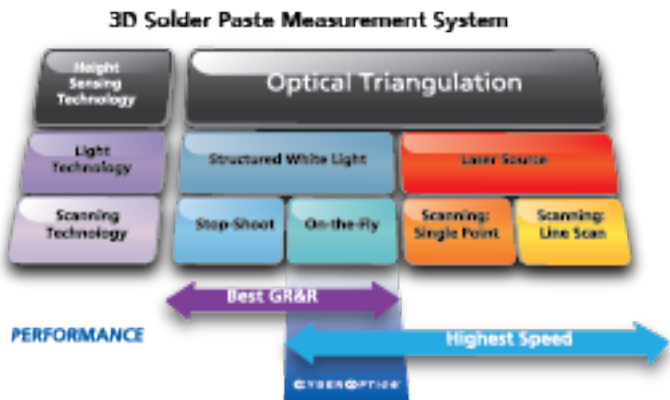 3D Solder Paste Measurement System
Height
Sensing
Technology
Optical Triangulation
Light
Technology
Structured White Light
Laser Source
Scanning
Technology
Stop-Shoot
On-the-Fly
Scanning:
Single Point
Scanning:
Line Scan
Best GR&R
PERFORMANCE
Highest Speed
CYBEROPTICS